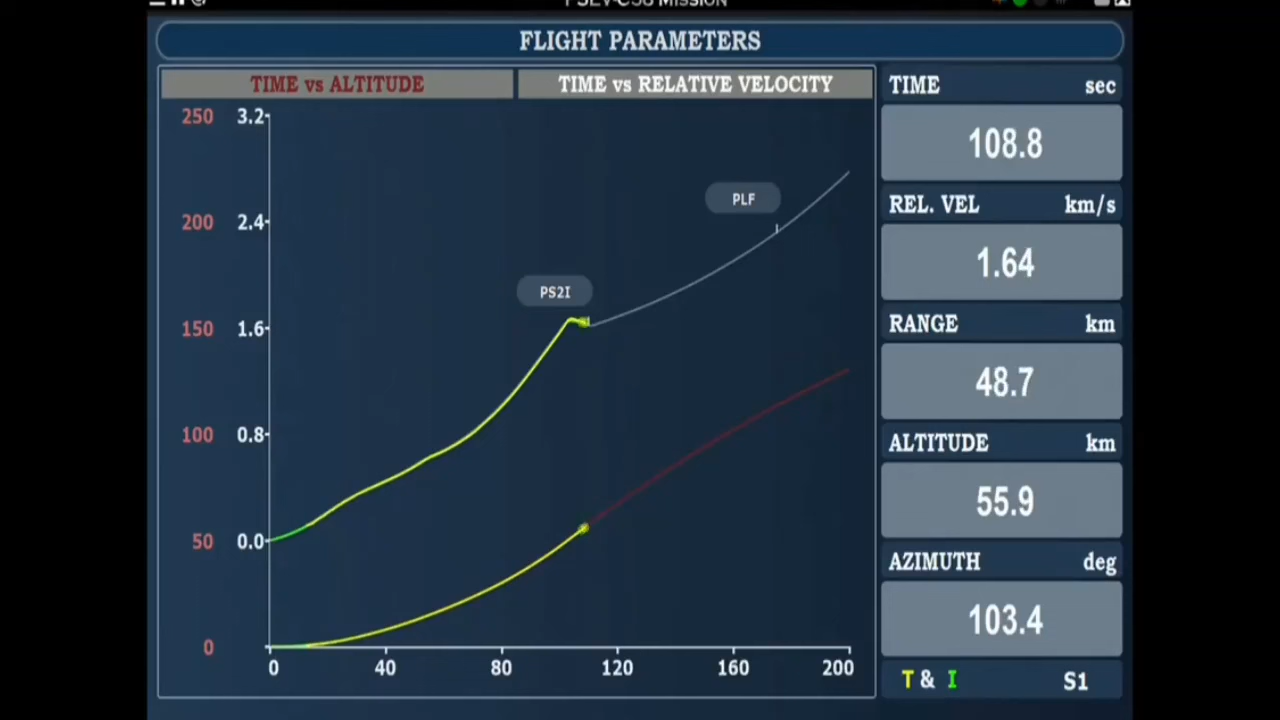 FLIGHT PARAMETERS
TIME vs ALTITUDE
TIME vs RELATIVE VELOCITY
250 3.2
200 2.4
150 1.6
100 0.8
50 0.0
0
0 40 80 120 160 200
PS2I
PLF
TIME sec
108.8
REL. VEL km/s
1.64
RANGE km
48.7
ALTITUDE km
55.9
AZIMUTH deg
103.4
T & I S1